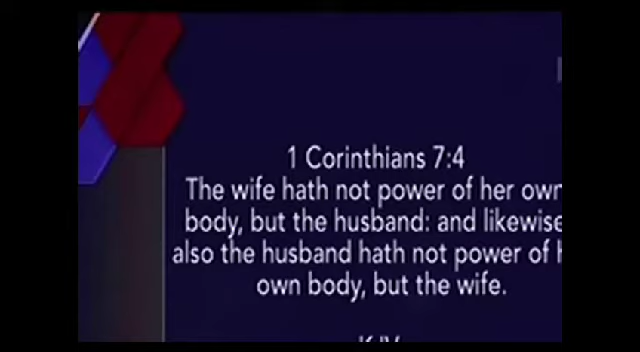 1 Corinthians 7:4
The wife hath not power of her own
body, but the husband: and likewise
also the husband hath not power of
own body, but the wife.
KJV